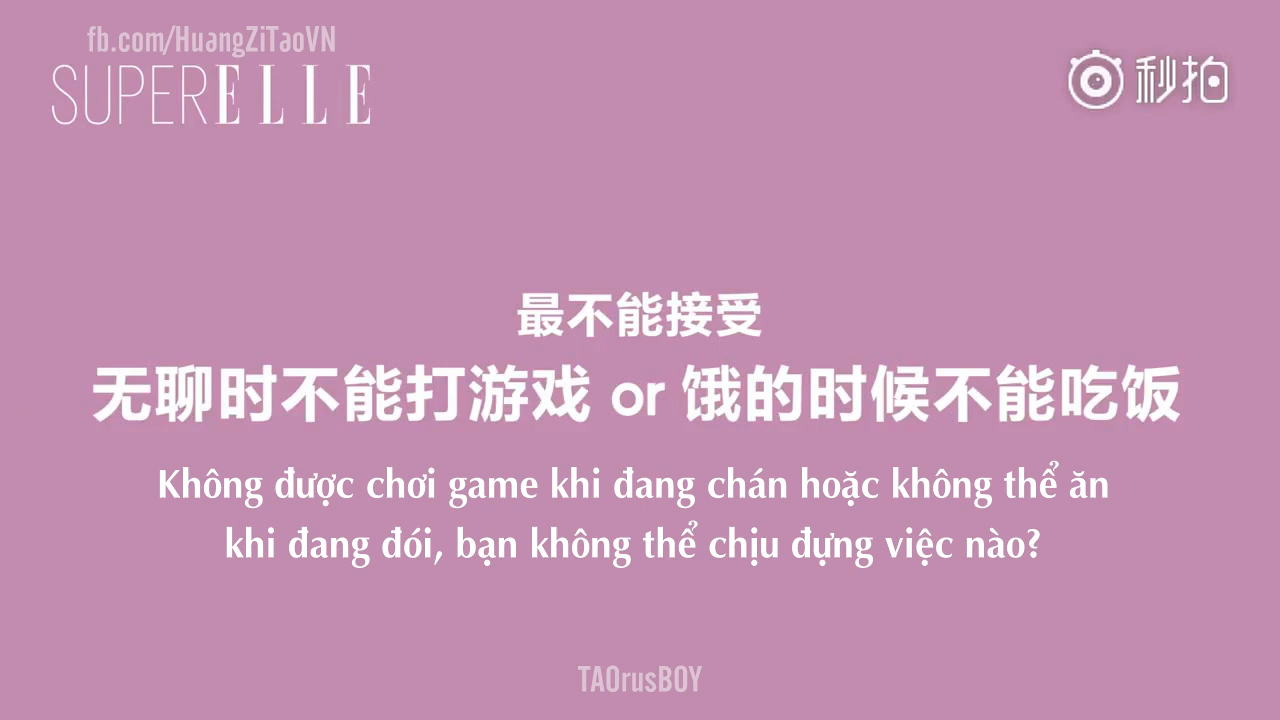 fb.com/HuangZiTaoVN
SUPERELLE
秒拍
最不能接受
无聊时不能打游戏 or 饿的时候不能吃饭
Không được chơi game khi đang chán hoặc không thể ăn
khi đang đói, bạn không thể chịu đựng việc nào?
TAOrusBOY